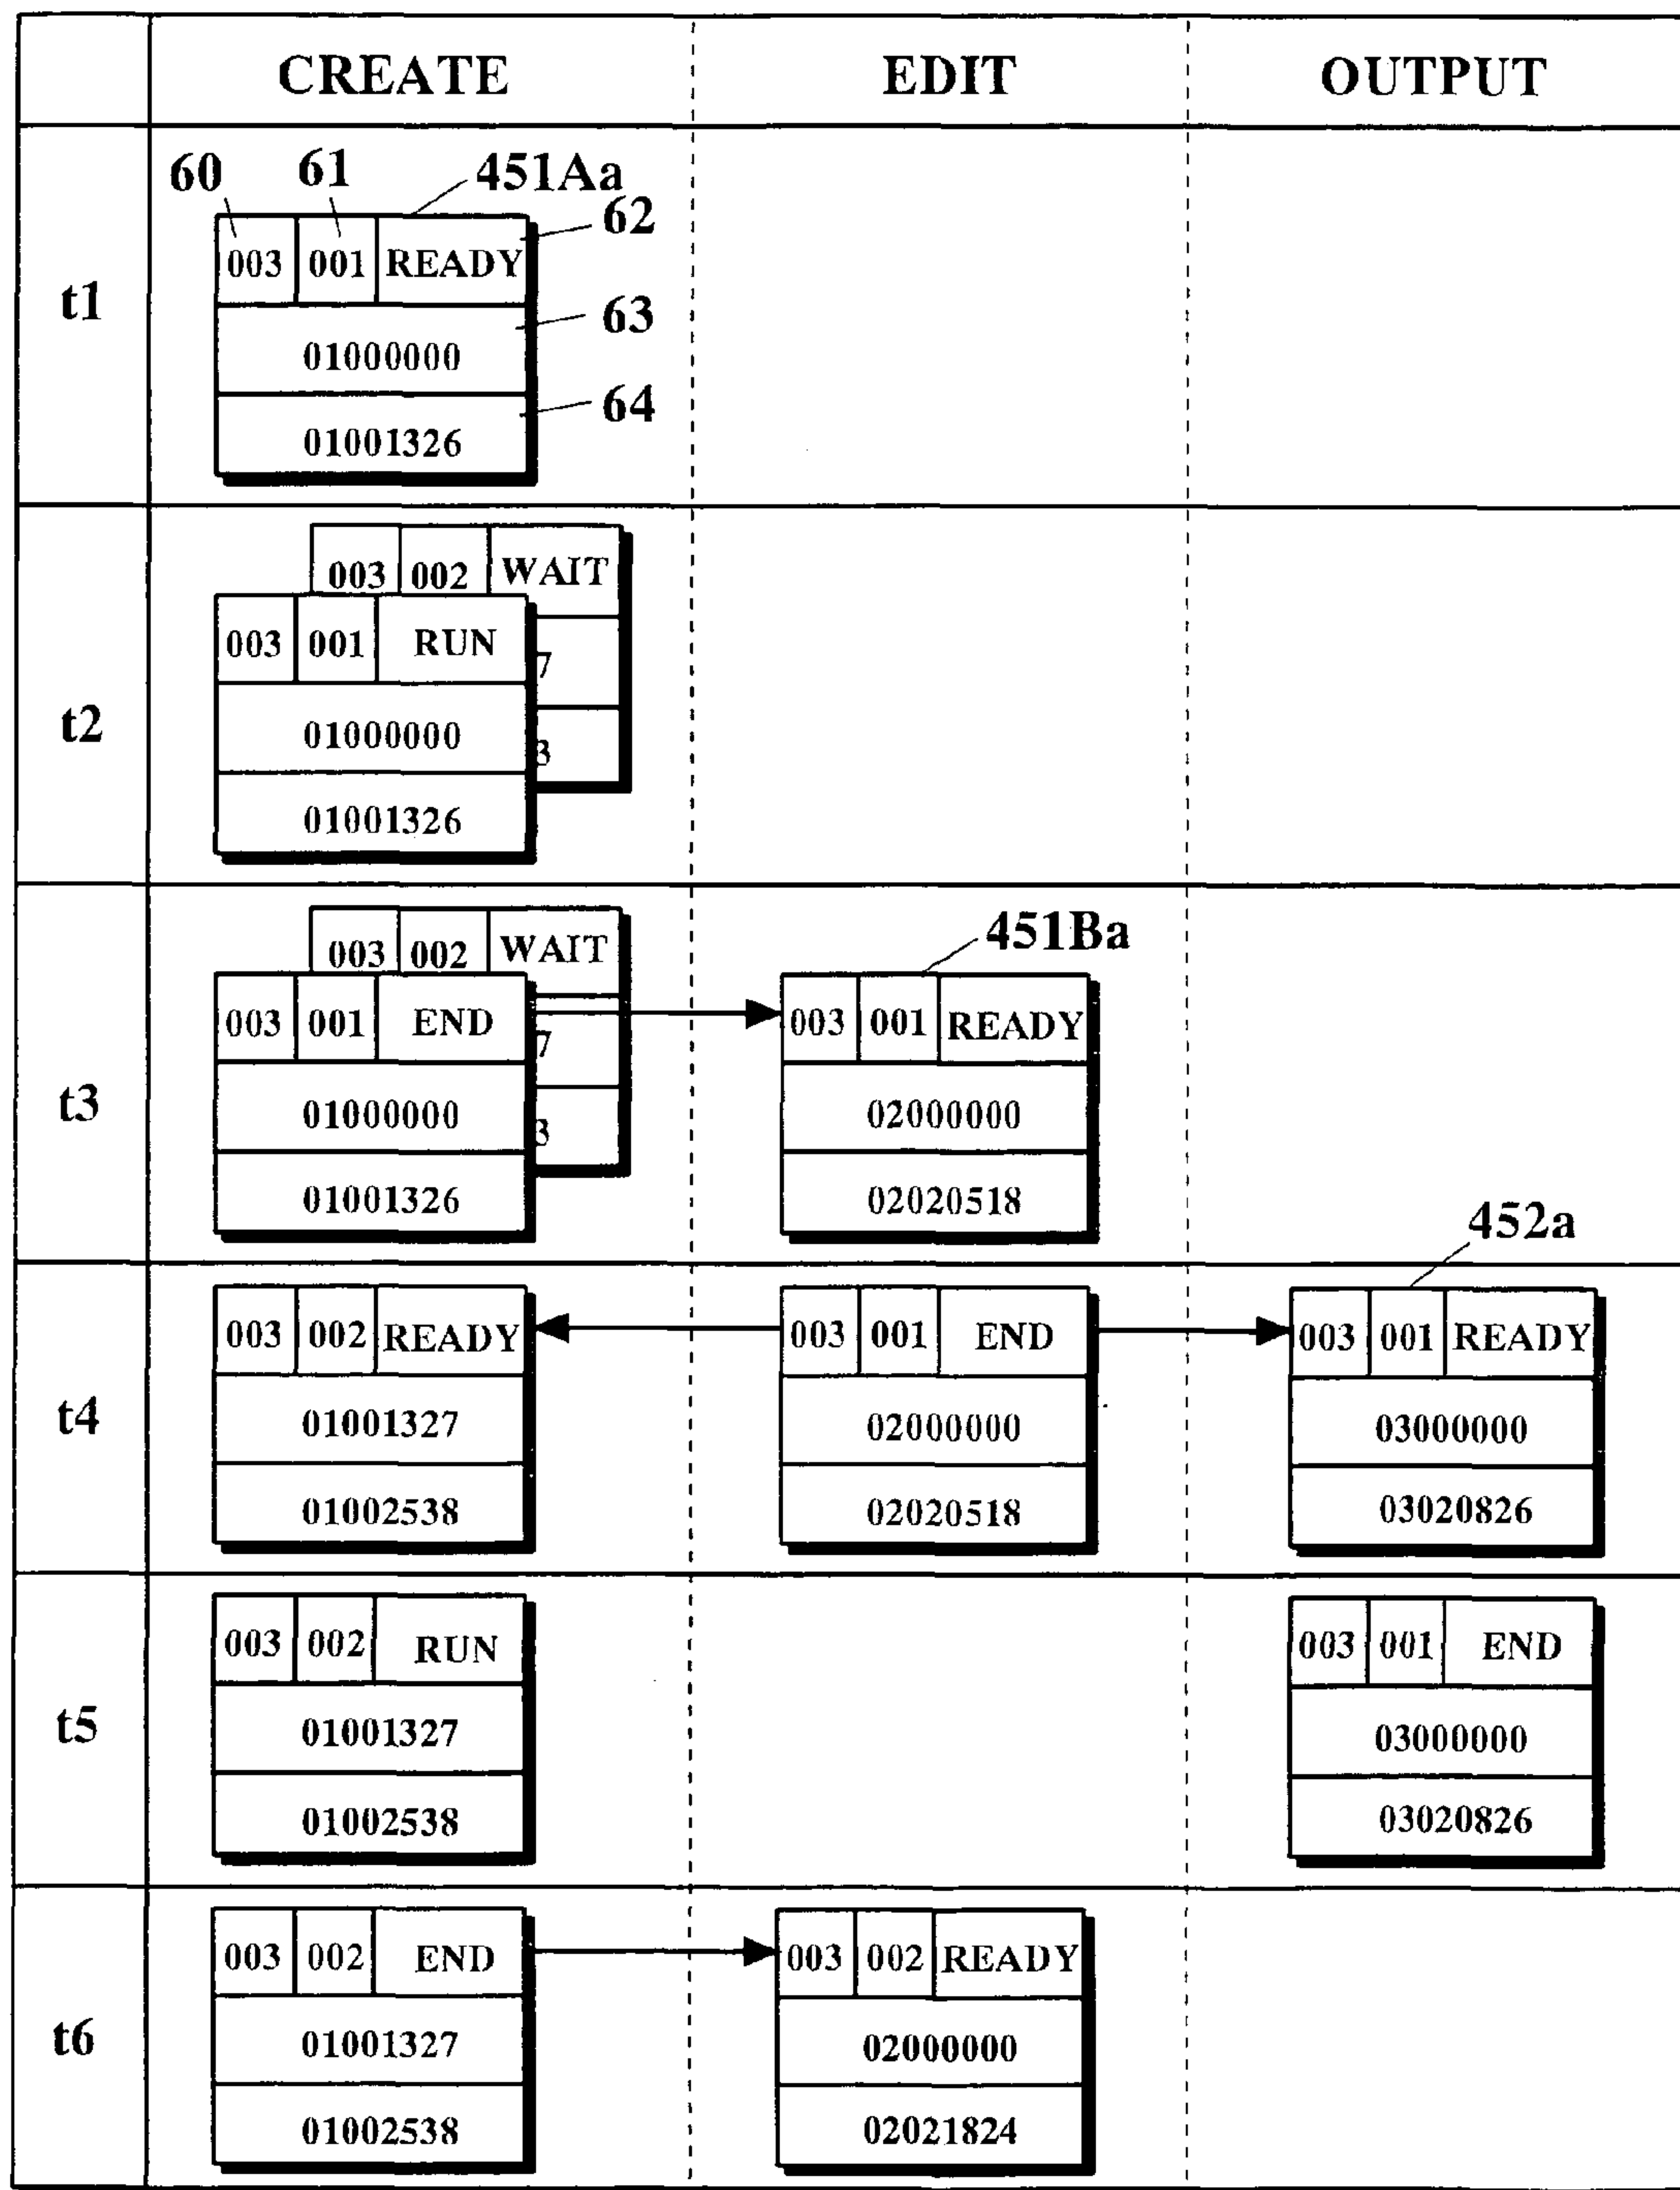 CREATE EDIT OUTPUT
t1
60 61 451Aa
62
003 001 READY
63
01000000
64
01001326
t2
003 002 WAIT
003 001 RUN
7
01000000
3
01001326
t3
003 002 WAIT
451Ba
003 001 END
003 001 READY
7
01000000
02000000
3
01001326
02020518
452a
t4
003 002 READY
003 001 END
003 001 READY
01001327
02000000
03000000
01002538
02020518
03020826
t5
003 002 RUN
003 001 END
01001327
03000000
01002538
03020826
t6
003 002 END
003 002 READY
01001327
02000000
01002538
02021824